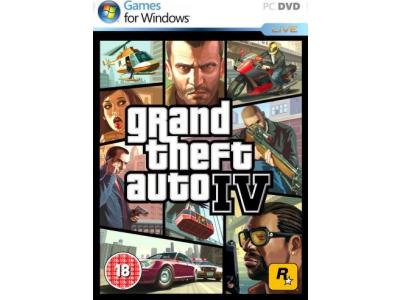 Games
for Windows
PC DVD
LIVE
grand
theft
auto IV
18
R★